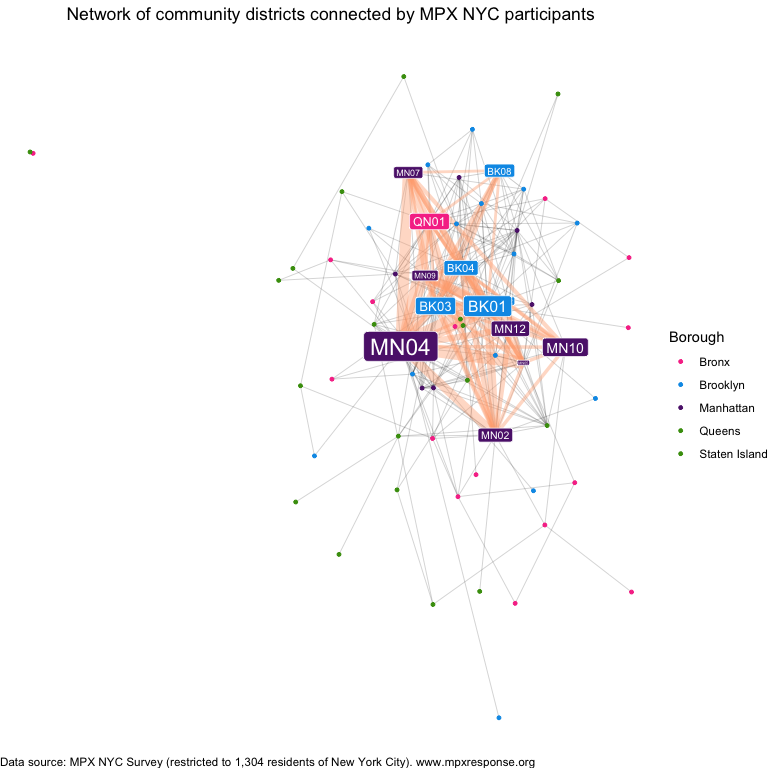 Network of community districts connected by MPX NYC participants
MN07
BK08
QN01
BK04
MN09
BK03
BK01
MN12
MN04
MN10
MN02
Borough
Bronx
Brooklyn
Manhattan
Queens
Staten Island
Data source: MPX NYC Survey (restricted to 1,304 residents of New York City). www.mpxresponse.org